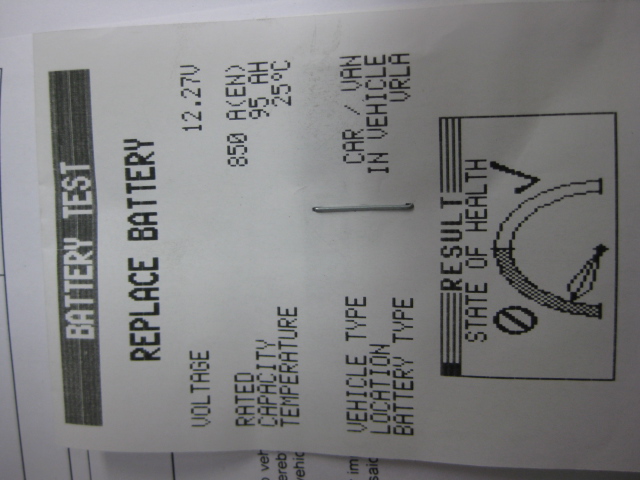 BATTERY TEST
REPLACE BATTERY
VOLTAGE 12.27V
RATED 850 A(EN)
CAPACITY 95 AH
TEMPERATURE 25°C
VEHICLE TYPE CAR / VAN
LOCATION IN VEHICLE
BATTERY TYPE VRLA
RESULT
STATE OF HEALTH